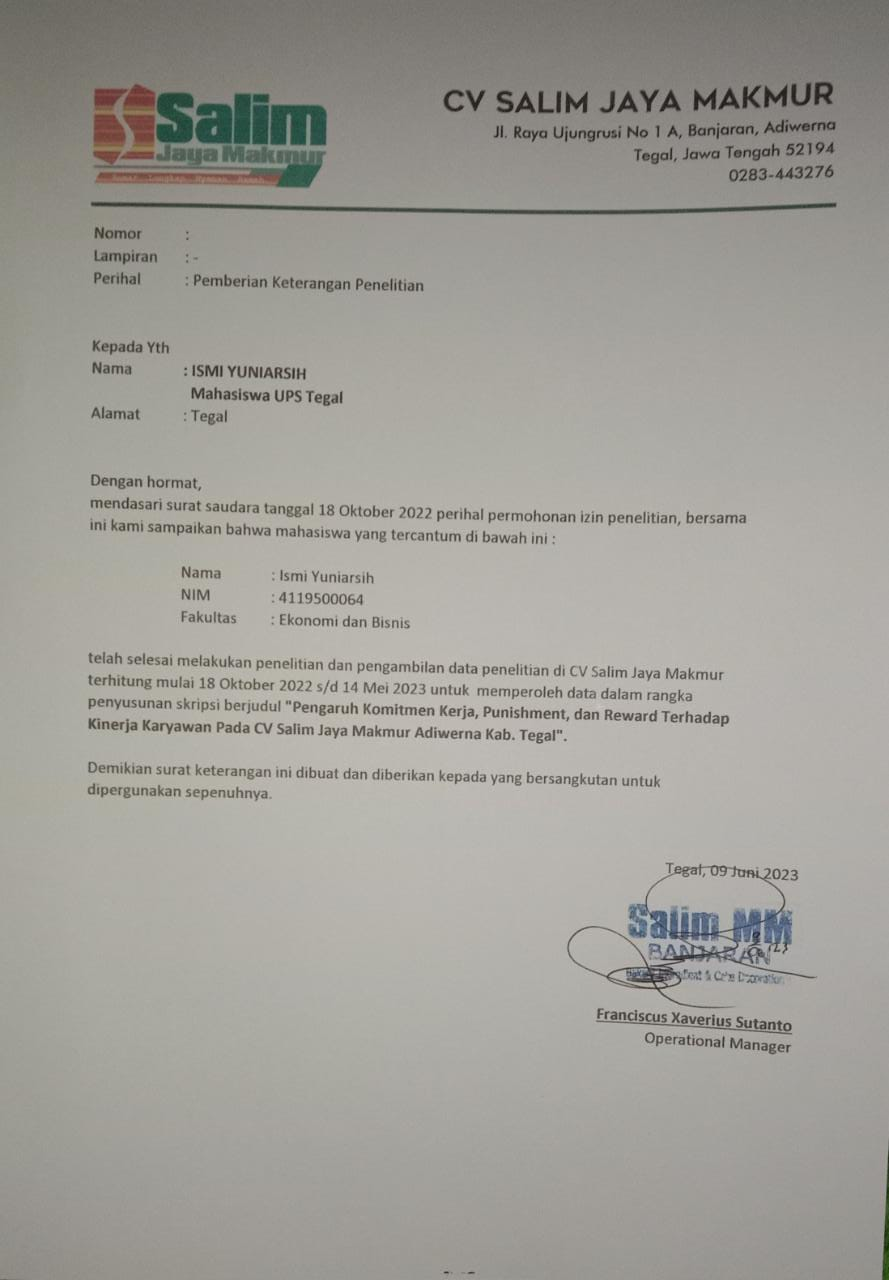 Salim
Jaya Makmur
CV SALIM JAYA MAKMUR
Jl. Raya Ujungrusi No 1 A, Banjaran, Adiwerna
Tegal, Jawa Tengah 52194
0283-443276
Nomor :
Lampiran : -
Perihal : Pemberian Keterangan Penelitian
Kepada Yth
Nama : ISMI YUNIARSIH
Mahasiswa UPS Tegal
Alamat : Tegal
Dengan hormat,
mendasari surat saudara tanggal 18 Oktober 2022 perihal permohonan izin penelitian, bersama
ini kami sampaikan bahwa mahasiswa yang tercantum di bawah ini :
Nama : Ismi Yuniarsih
NIM : 4119500064
Fakultas : Ekonomi dan Bisnis
telah selesai melakukan penelitian dan pengambilan data penelitian di CV Salim Jaya Makmur
terhitung mulai 18 Oktober 2022 s/d 14 Mei 2023 untuk memperoleh data dalam rangka
penyusunan skripsi berjudul "Pengaruh Komitmen Kerja, Punishment, dan Reward Terhadap
Kinerja Karyawan Pada CV Salim Jaya Makmur Adiwerna Kab. Tegal".
Demikian surat keterangan ini dibuat dan diberikan kepada yang bersangkutan untuk
dipergunakan sepenuhnya.
Tegal, 09 Juni 2023
Salim MM
BANJARAN
Franciscus Xaverius Sutanto
Operational Manager